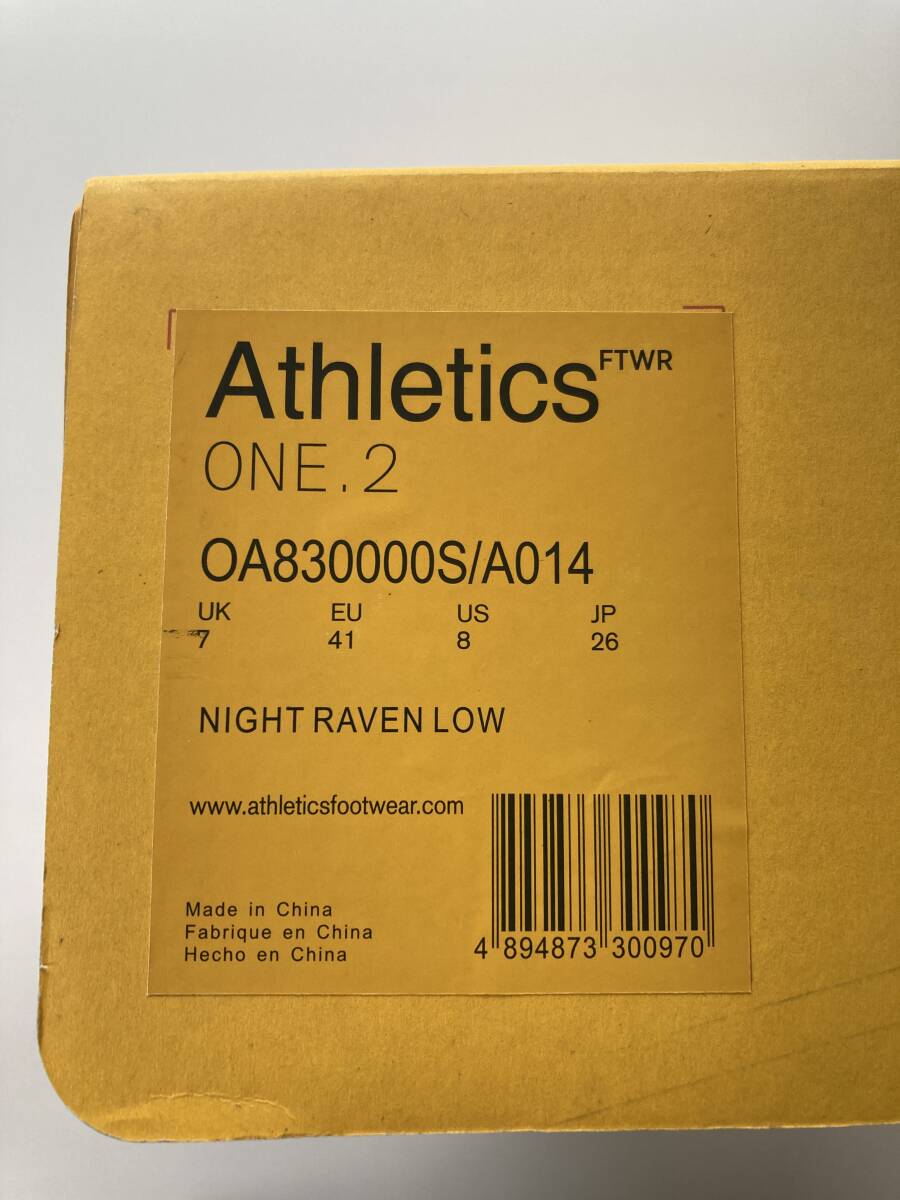 Athletics FTWR
ONE.2
OA830000S/A014
UK EU US JP
7 41 8 26
NIGHT RAVEN LOW
www.athleticsfootwear.com
Made in China
Fabrique en China
Hecho en China
4 894873 300970